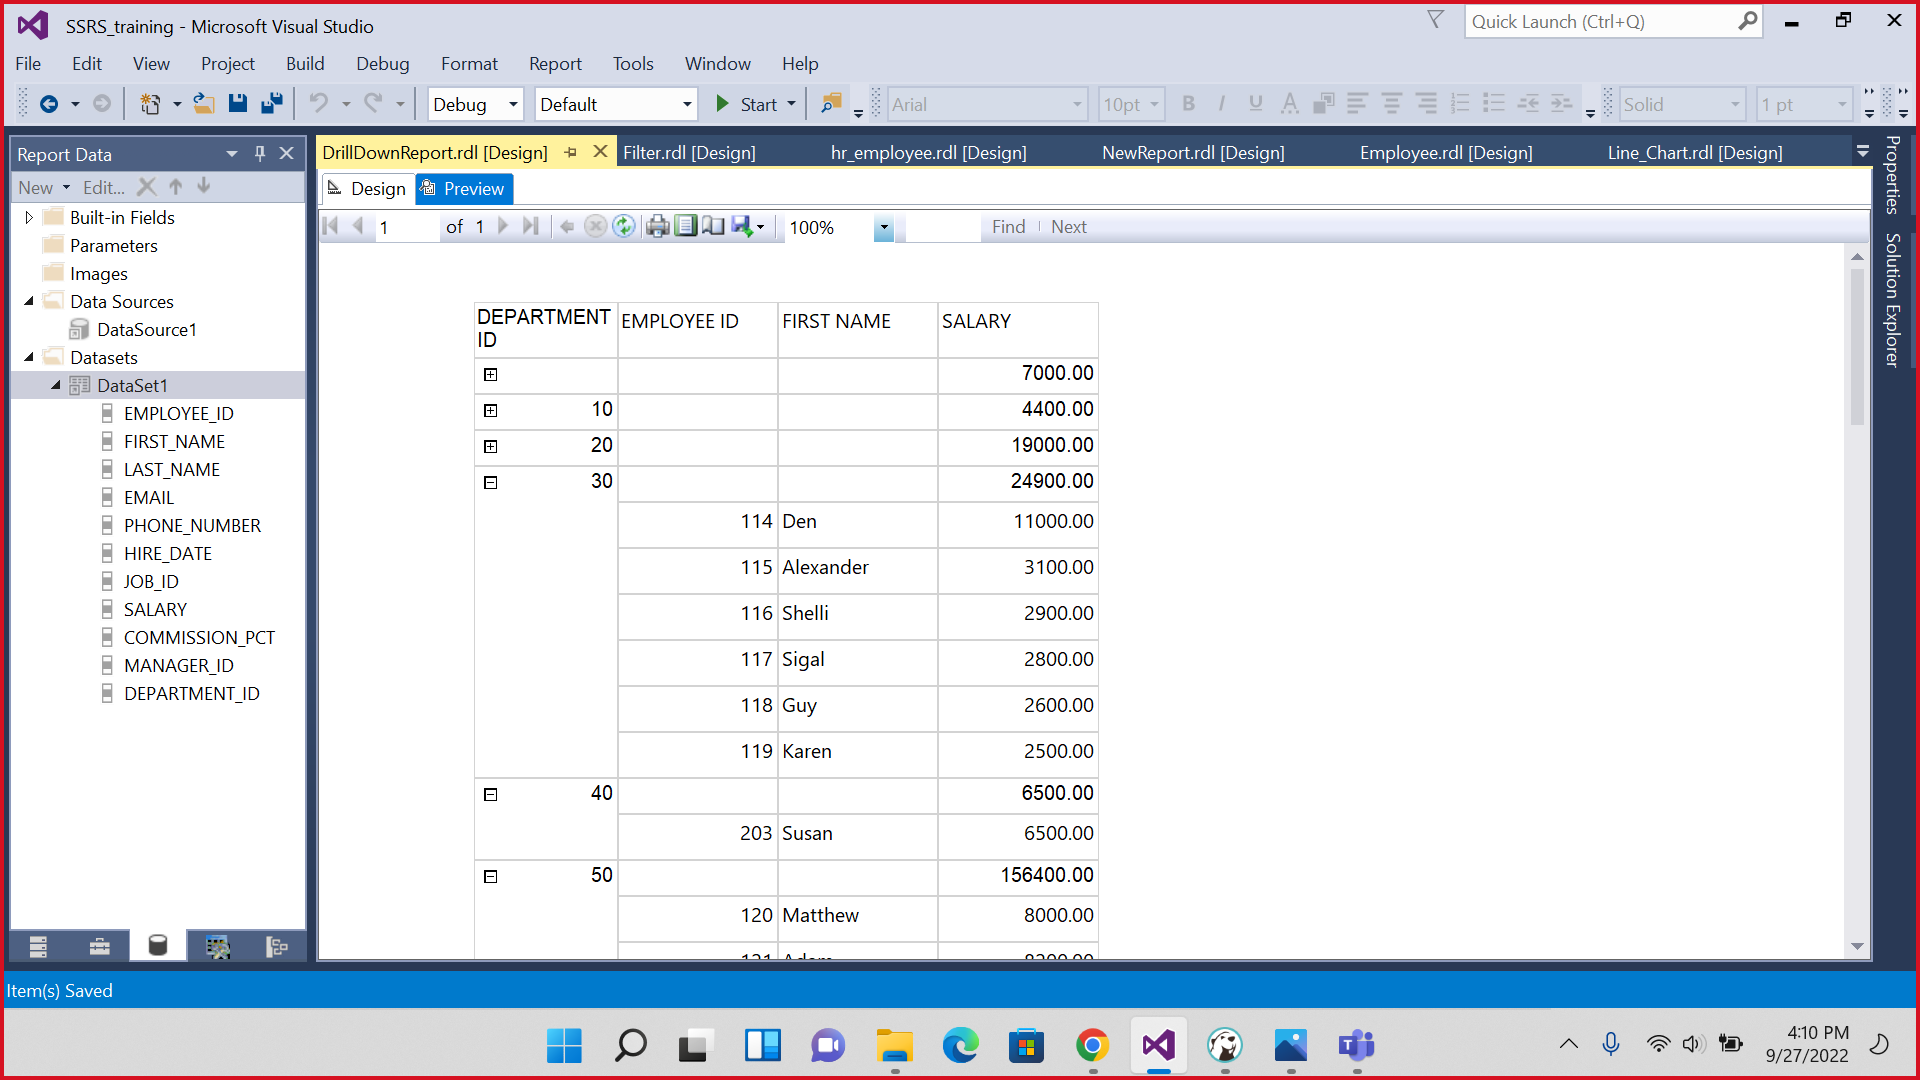 SSRS_training - Microsoft Visual Studio
Quick Launch (Ctrl+Q)
File Edit View Project Build Debug Format Report Tools Window Help
Debug Default Start Arial 10pt B I U A Solid 1 pt
Report Data
DrillDownReport.rdl [Design] Filter.rdl [Design] hr_employee.rdl [Design] NewReport.rdl [Design] Employee.rdl [Design] Line_Chart.rdl [Design]
Properties
Solution Explorer
New Edit...
Design Preview
1 of 1 100% Find Next
Built-in Fields
Parameters
Images
Data Sources
DataSource1
Datasets
DataSet1
EMPLOYEE_ID
FIRST_NAME
LAST_NAME
EMAIL
PHONE_NUMBER
HIRE_DATE
JOB_ID
SALARY
COMMISSION_PCT
MANAGER_ID
DEPARTMENT_ID
DEPARTMENT ID EMPLOYEE ID FIRST NAME SALARY
7000.00
10 4400.00
20 19000.00
30 24900.00
114 Den 11000.00
115 Alexander 3100.00
116 Shelli 2900.00
117 Sigal 2800.00
118 Guy 2600.00
119 Karen 2500.00
40 6500.00
203 Susan 6500.00
50 156400.00
120 Matthew 8000.00
Item(s) Saved
4:10 PM
9/27/2022